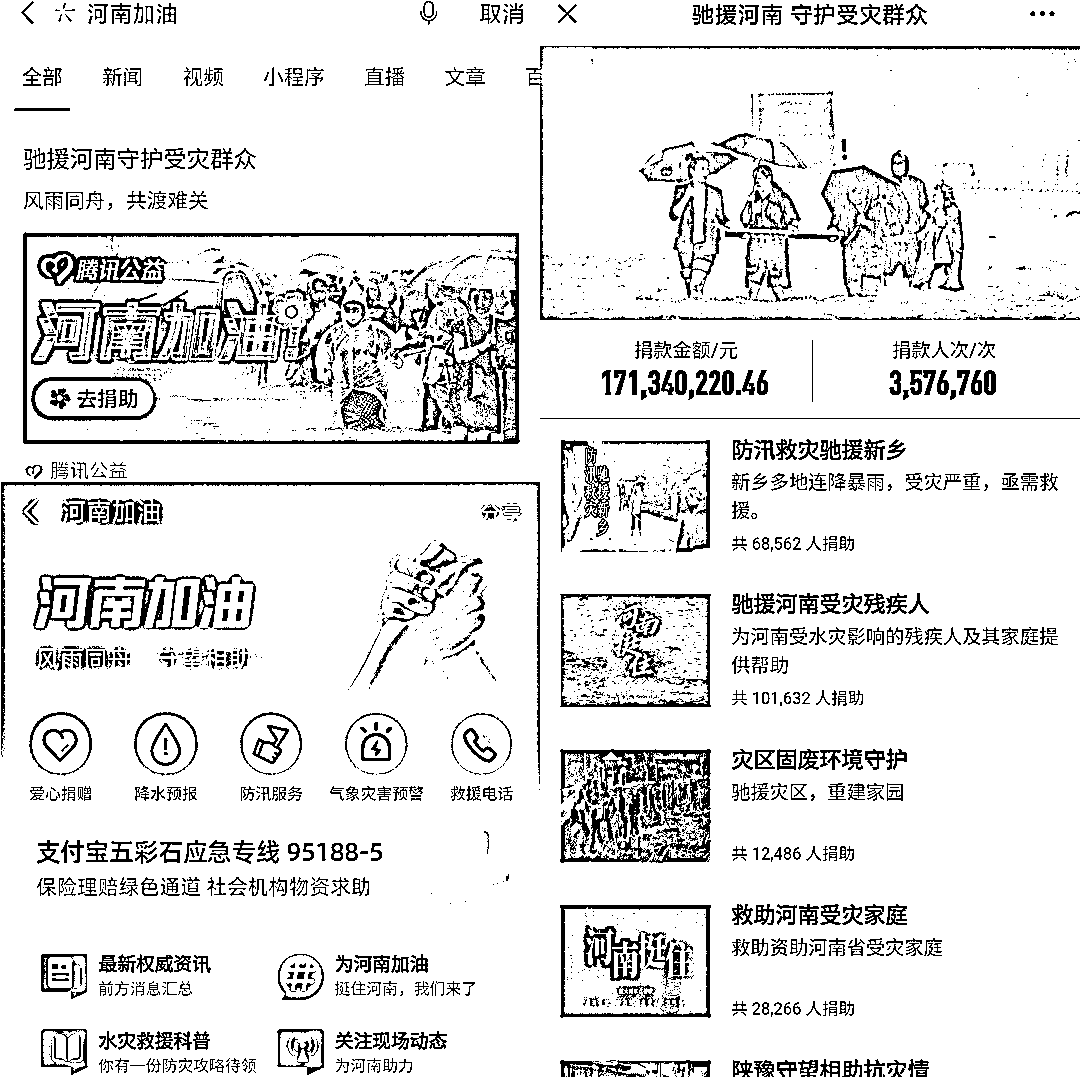 河南加油
取消
全部
新闻
视频
小程序
直播
文章
驰援河南守护受灾群众
风雨同舟，共渡难关
腾讯公益
河南加油!
去捐助
腾讯公益
河南加油
河南加油
风雨同舟 守望相助
爱心捐赠
降水预报
防汛服务
气象灾害预警
救援电话
支付宝五彩石应急专线 95188-5
保险理赔绿色通道 社会机构物资求助
最新权威资讯
前方消息汇总
为河南加油
挺住河南，我们来了
水灾救援科普
你有一份防灾攻略待领
关注现场动态
为河南助力
驰援河南 守护受灾群众
捐款金额/元
171,340,220.46
捐款人次/次
3,576,760
防汛救灾驰援新乡
新乡多地连降暴雨，受灾严重，亟需救
援。
共 68,562 人捐助
河南
挺住
驰援河南受灾残疾人
为河南受水灾影响的残疾人及其家庭提
供帮助
共 101,632 人捐助
灾区固废环境守护
驰援灾区，重建家园
共 12,486 人捐助
河南挺住
救助河南受灾家庭
救助资助河南省受灾家庭
共 28,266 人捐助
陕豫守望相助抗灾情